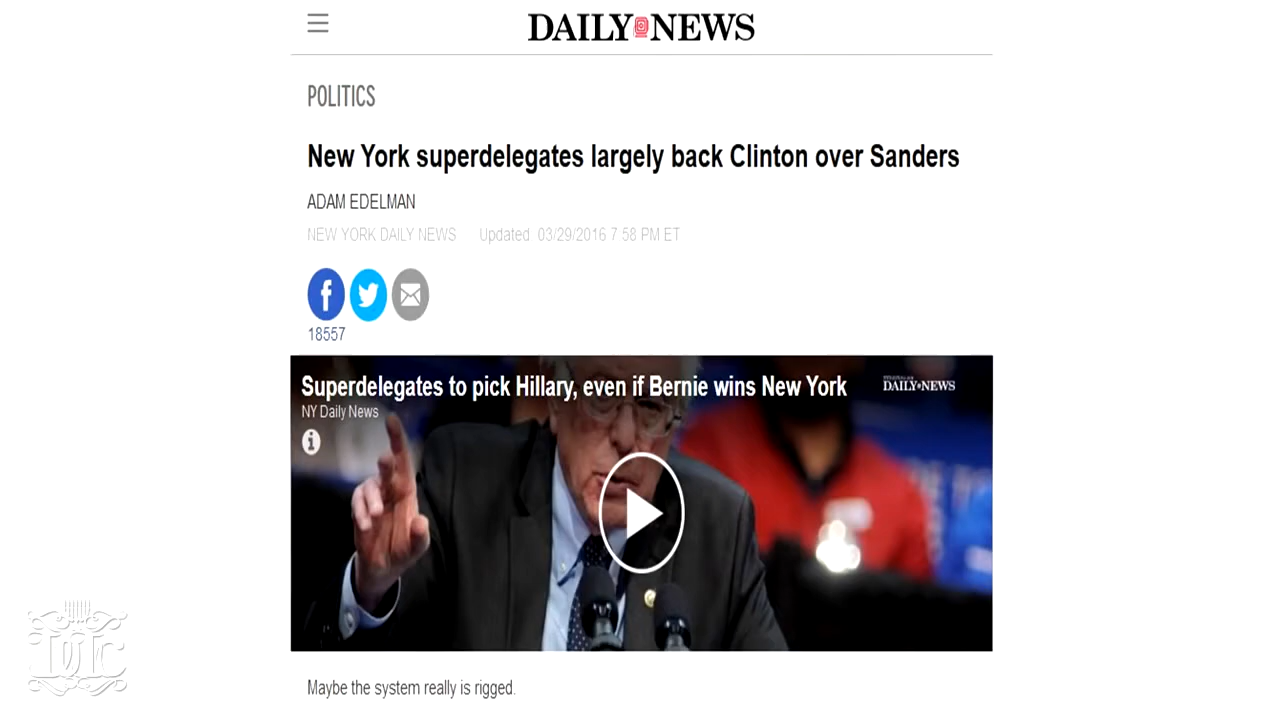 DAILY NEWS
POLITICS
New York superdelegates largely back Clinton over Sanders
ADAM EDELMAN
NEW YORK DAILY NEWS Updated 03/29/2016 7 58 PM ET
18557
Superdelegates to pick Hillary, even if Bernie wins New York
DAILY NEWS
NY Daily News
Maybe the system really is rigged.